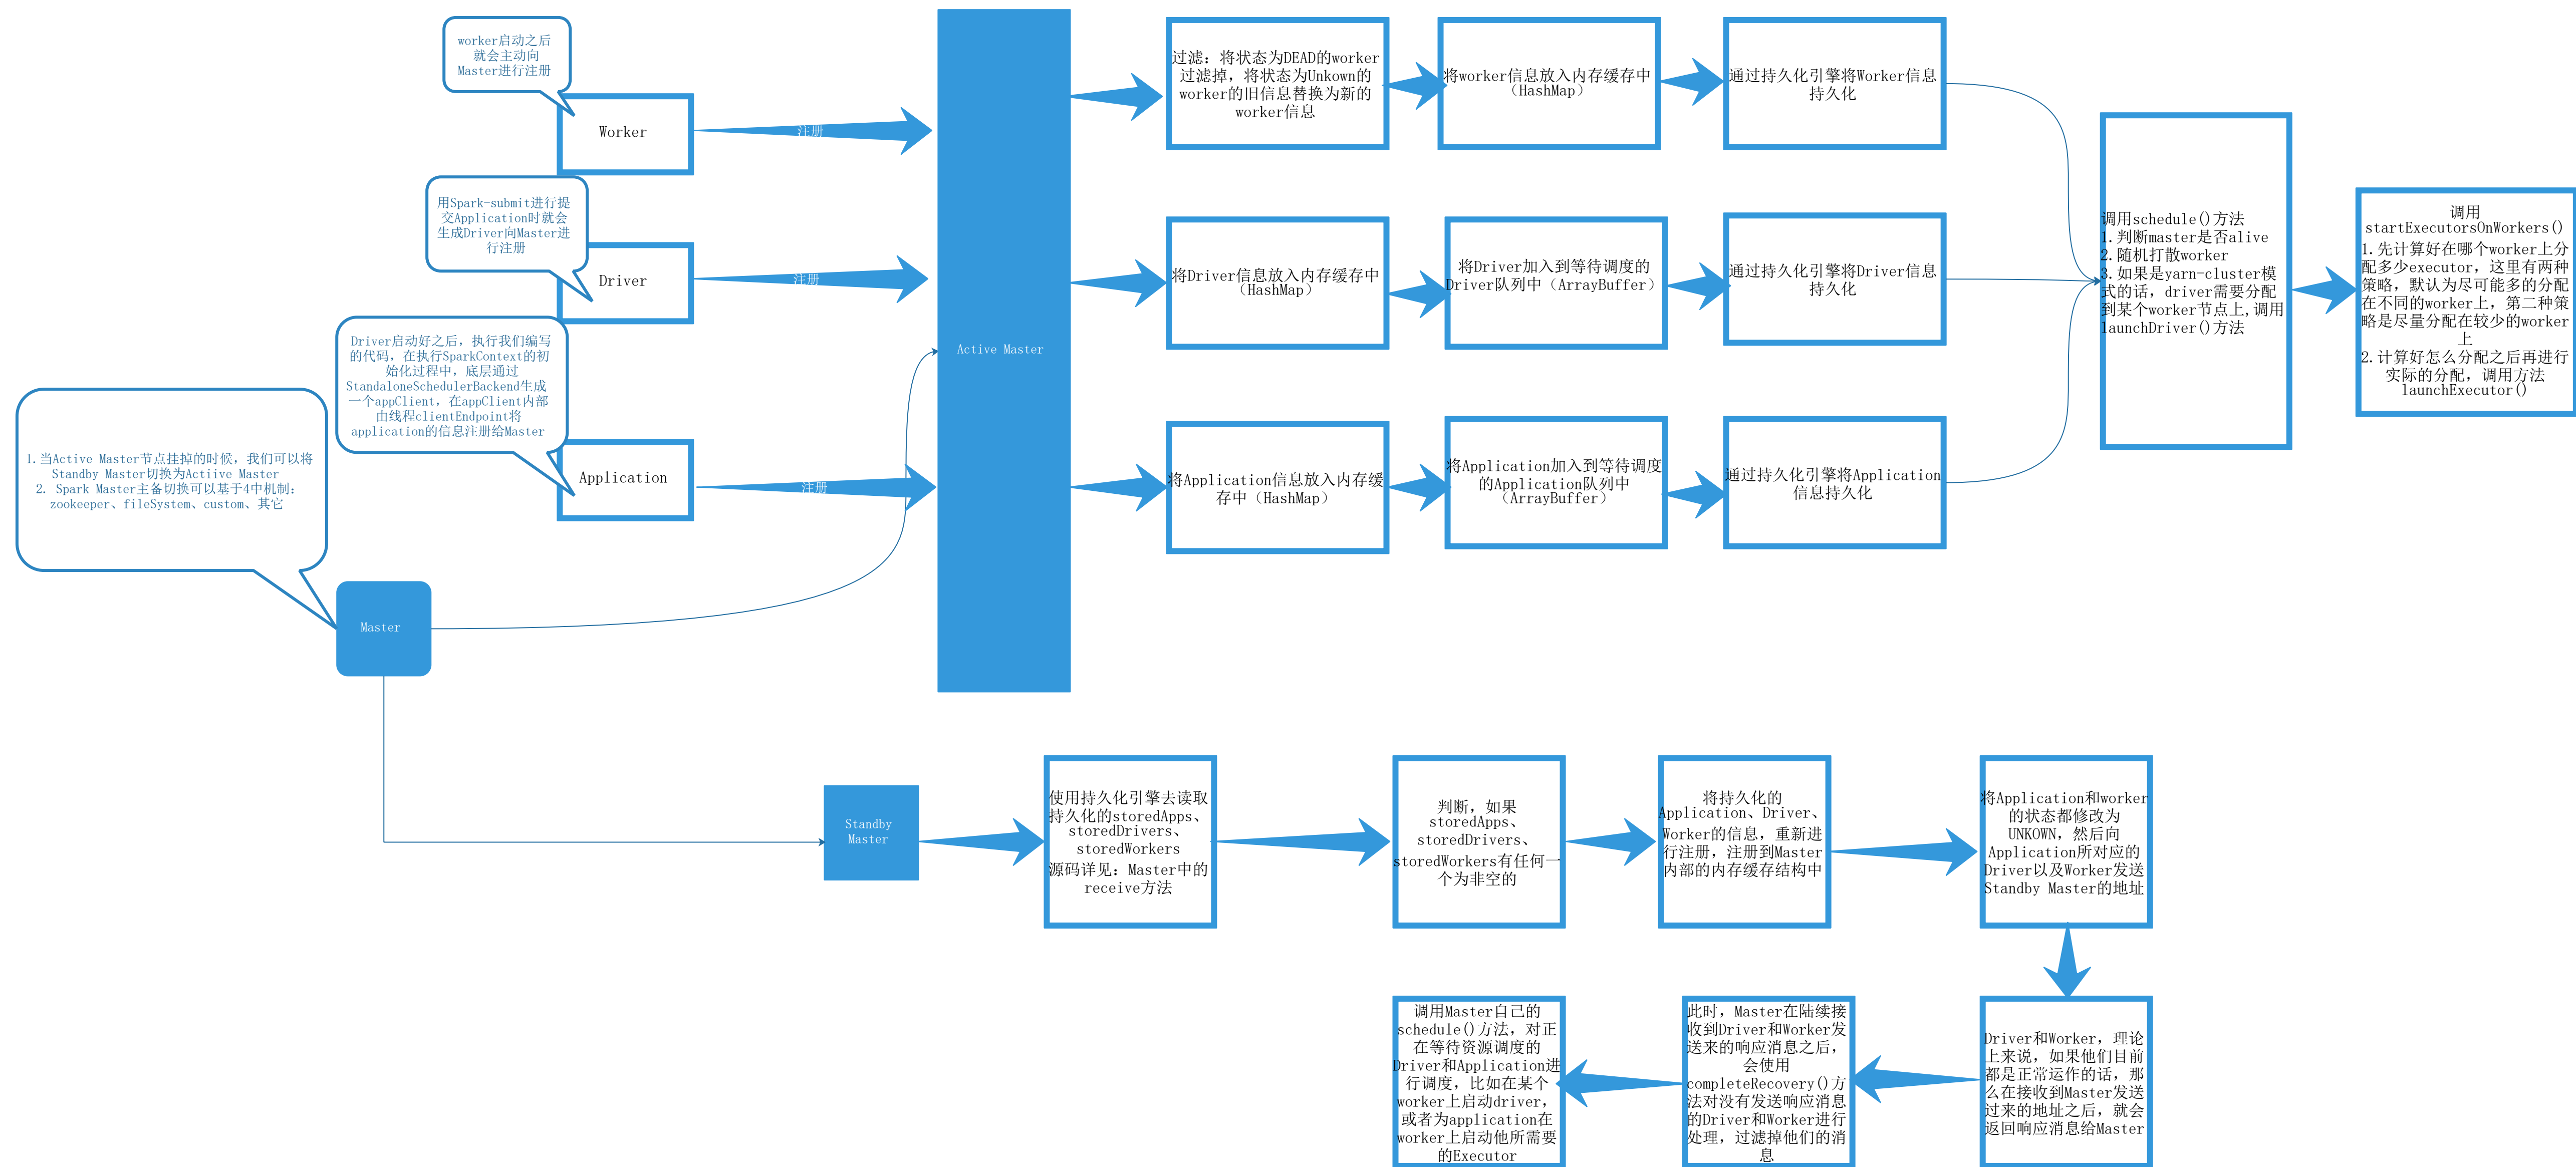 worker启动之后
就会主动向
Master进行注册
Worker
注册
用Spark-submit进行提
交Application时就会
生成Driver向Master进
行注册
Driver
注册
Driver启动好之后，执行我们编写
的代码，在执行SparkContext的初
始化过程中，底层通过
StandaloneSchedulerBackend生成
一个appClient，在appClient内部
由线程clientEndpoint将
application的信息注册给Master
Application
注册
1.当Active Master节点挂掉的时候，我们可以将
Standby Master切换为Actiive Master
2. Spark Master主备切换可以基于4中机制：
zookeeper、fileSystem、custom、其它
Master
Active Master
过滤：将状态为DEAD的worker
过滤掉，将状态为Unkown的
worker的旧信息替换为新的
worker信息
将worker信息放入内存缓存中
（HashMap）
通过持久化引擎将Worker信息
持久化
将Driver信息放入内存缓存中
（HashMap）
将Driver加入到等待调度的
Driver队列中（ArrayBuffer）
通过持久化引擎将Driver信息
持久化
将Application信息放入内存缓
存中（HashMap）
将Application加入到等待调度
的Application队列中
（ArrayBuffer）
通过持久化引擎将Application
信息持久化
调用schedule()方法
1.判断master是否alive
2.随机打散worker
3.如果是yarn-cluster模
式的话，driver需要分配
到某个worker节点上,调用
launchDriver()方法
调用
startExecutorsOnWorkers()
1.先计算好在哪个worker上分
配多少executor，这里有两种
策略，默认为尽可能多的分配
在不同的worker上，第二种策
略是尽量分配在较少的worker
上
2.计算好怎么分配之后再进行
实际的分配，调用方法
launchExecutor()
Standby
Master
使用持久化引擎去读取
持久化的storedApps、
storedDrivers、
storedWorkers
源码详见：Master中的
receive方法
判断，如果
storedApps、
storedDrivers、
storedWorkers有任何一
个为非空的
将持久化的
Application、Driver、
Worker的信息，重新进
行注册，注册到Master
内部的内存缓存结构中
将Application和worker
的状态都修改为
UNKOWN，然后向
Application所对应的
Driver以及Worker发送
Standby Master的地址
Driver和Worker，理论
上来说，如果他们目前
都是正常运作的话，那
么在接收到Master发送
过来的地址之后，就会
返回响应消息给Master
此时，Master在陆续接
收到Driver和Worker发
送来的响应消息之后，
会使用
completeRecovery()方
法对没有发送响应消息
的Driver和Worker进行
处理，过滤掉他们的消
息
调用Master自己的
schedule()方法，对正
在等待资源调度的
Driver和Application进
行调度，比如在某个
worker上启动driver，
或者为application在
worker上启动他所需要
的Executor